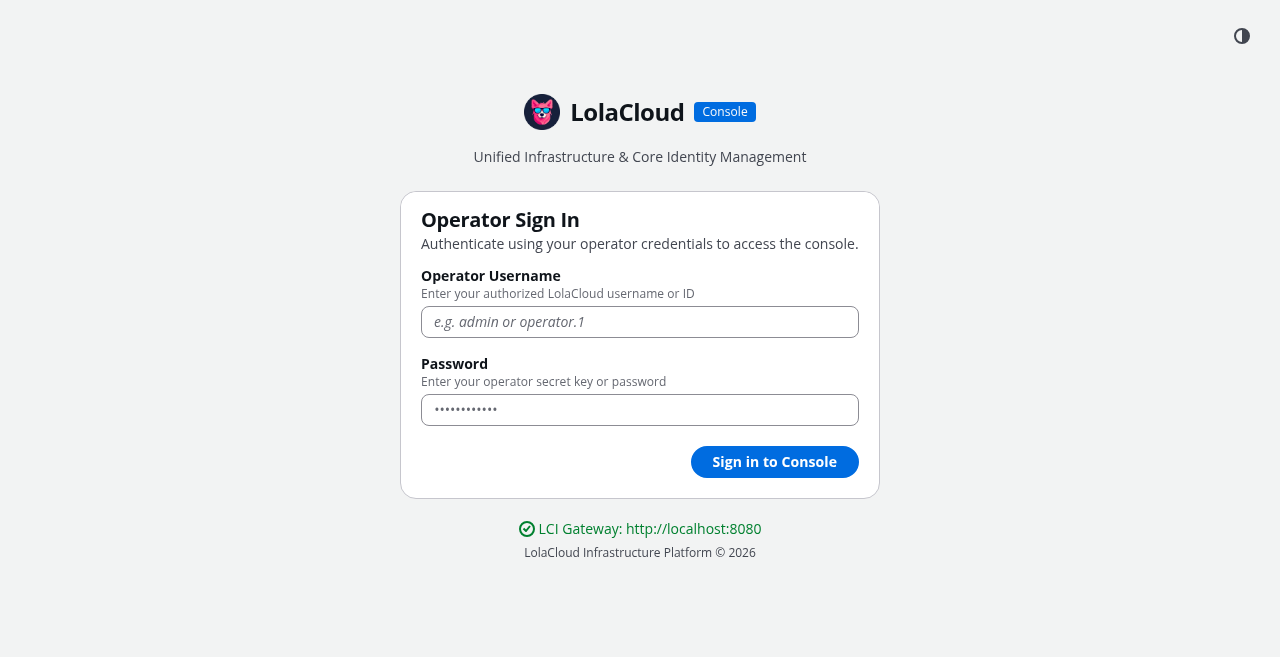 LolaCloud Console
Unified Infrastructure & Core Identity Management
Operator Sign In
Authenticate using your operator credentials to access the console.
Operator Username
Enter your authorized LolaCloud username or ID
e.g. admin or operator.1
Password
Enter your operator secret key or password
••••••••••••
Sign in to Console
LCI Gateway: http://localhost:8080
LolaCloud Infrastructure Platform © 2026